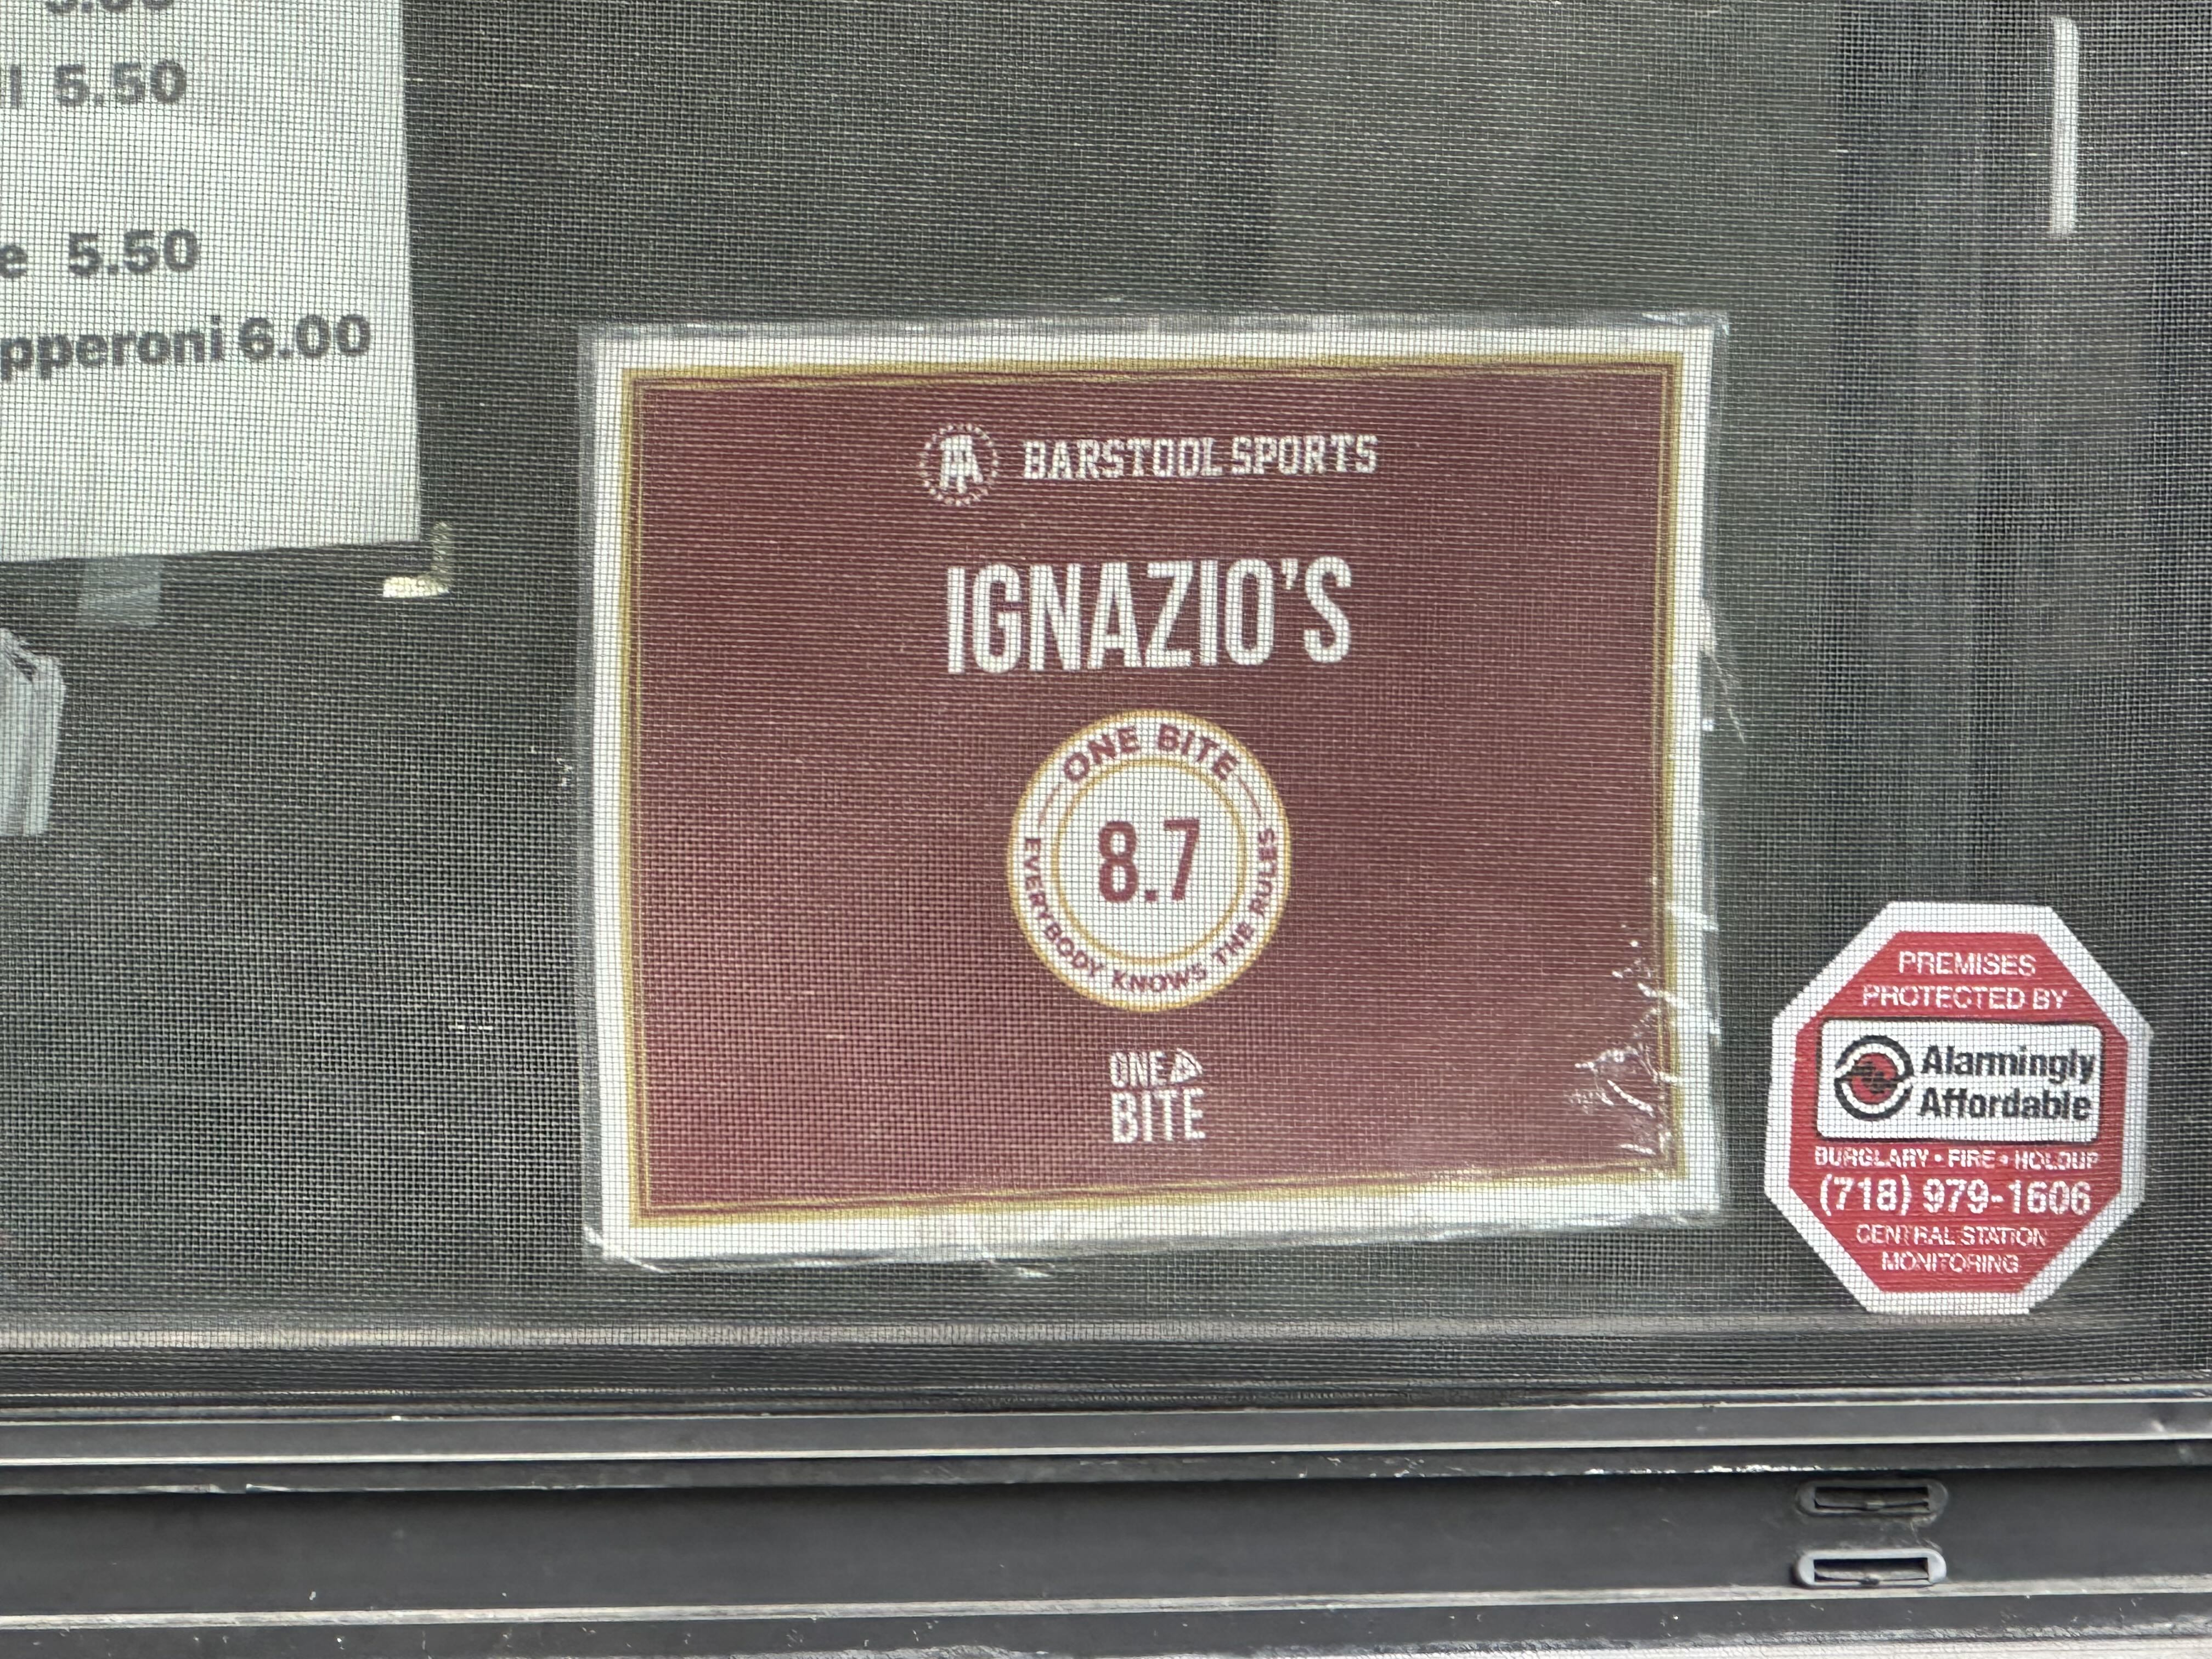 5.50
5.50
6.00
BARSTOOL SPORTS
IGNAZIO'S
ONE BITE
8.7
EVERYBODY KNOWS THE RULES
ONE
BITE
PREMISES
PROTECTED BY
Alarmingly
Affordable
BURGLARY • FIRE • HOLDUP
(718) 979-1606
CENTRAL STATION
MONITORING